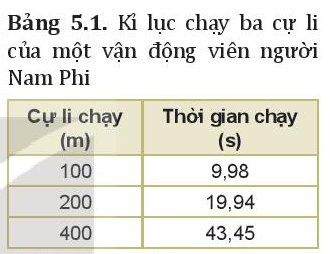 Bảng 5.1. Kỉ lục chạy ba cự li
của một vận động viên người
Nam Phi
Cự li chạy (m) Thời gian chạy (s)
100 9,98
200 19,94
400 43,45